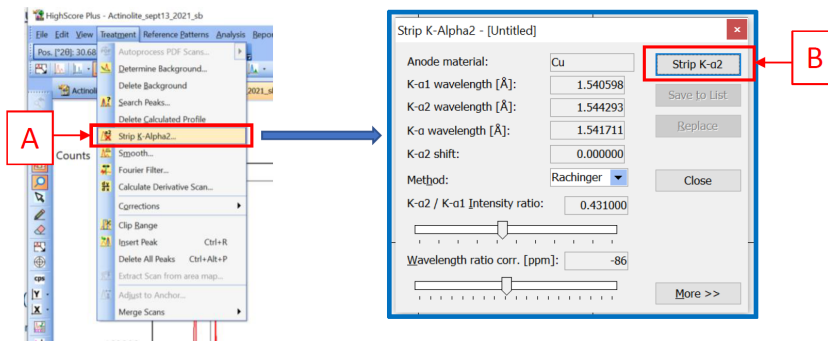 HighScore Plus - Actinolite_sept13_2021_sb
File Edit View Treatment Reference Patterns Analysis
Pos. [°2θ]: 30.68
Autoprocess PDF Scans...
Determine Background...
Delete Background
Search Peaks...
Delete Calculated Profile
Strip K-Alpha2...
Smooth...
Fourier Filter...
Calculate Derivative Scan...
Corrections
Clip Range
Insert Peak Ctrl+R
Delete All Peaks Ctrl+Alt+P
Extract Scan from area map...
Adjust to Anchor...
Merge Scans
Counts
cps
Y
X
A
Strip K-Alpha2 - [Untitled]
Anode material: Cu
K-α1 wavelength [Å]: 1.540598
K-α2 wavelength [Å]: 1.544293
K-α wavelength [Å]: 1.541711
K-α2 shift: 0.000000
Method: Rachinger
K-α2 / K-α1 Intensity ratio: 0.431000
Wavelength ratio corr. [ppm]: -86
Strip K-α2
Save to List
Replace
Close
More >>
B